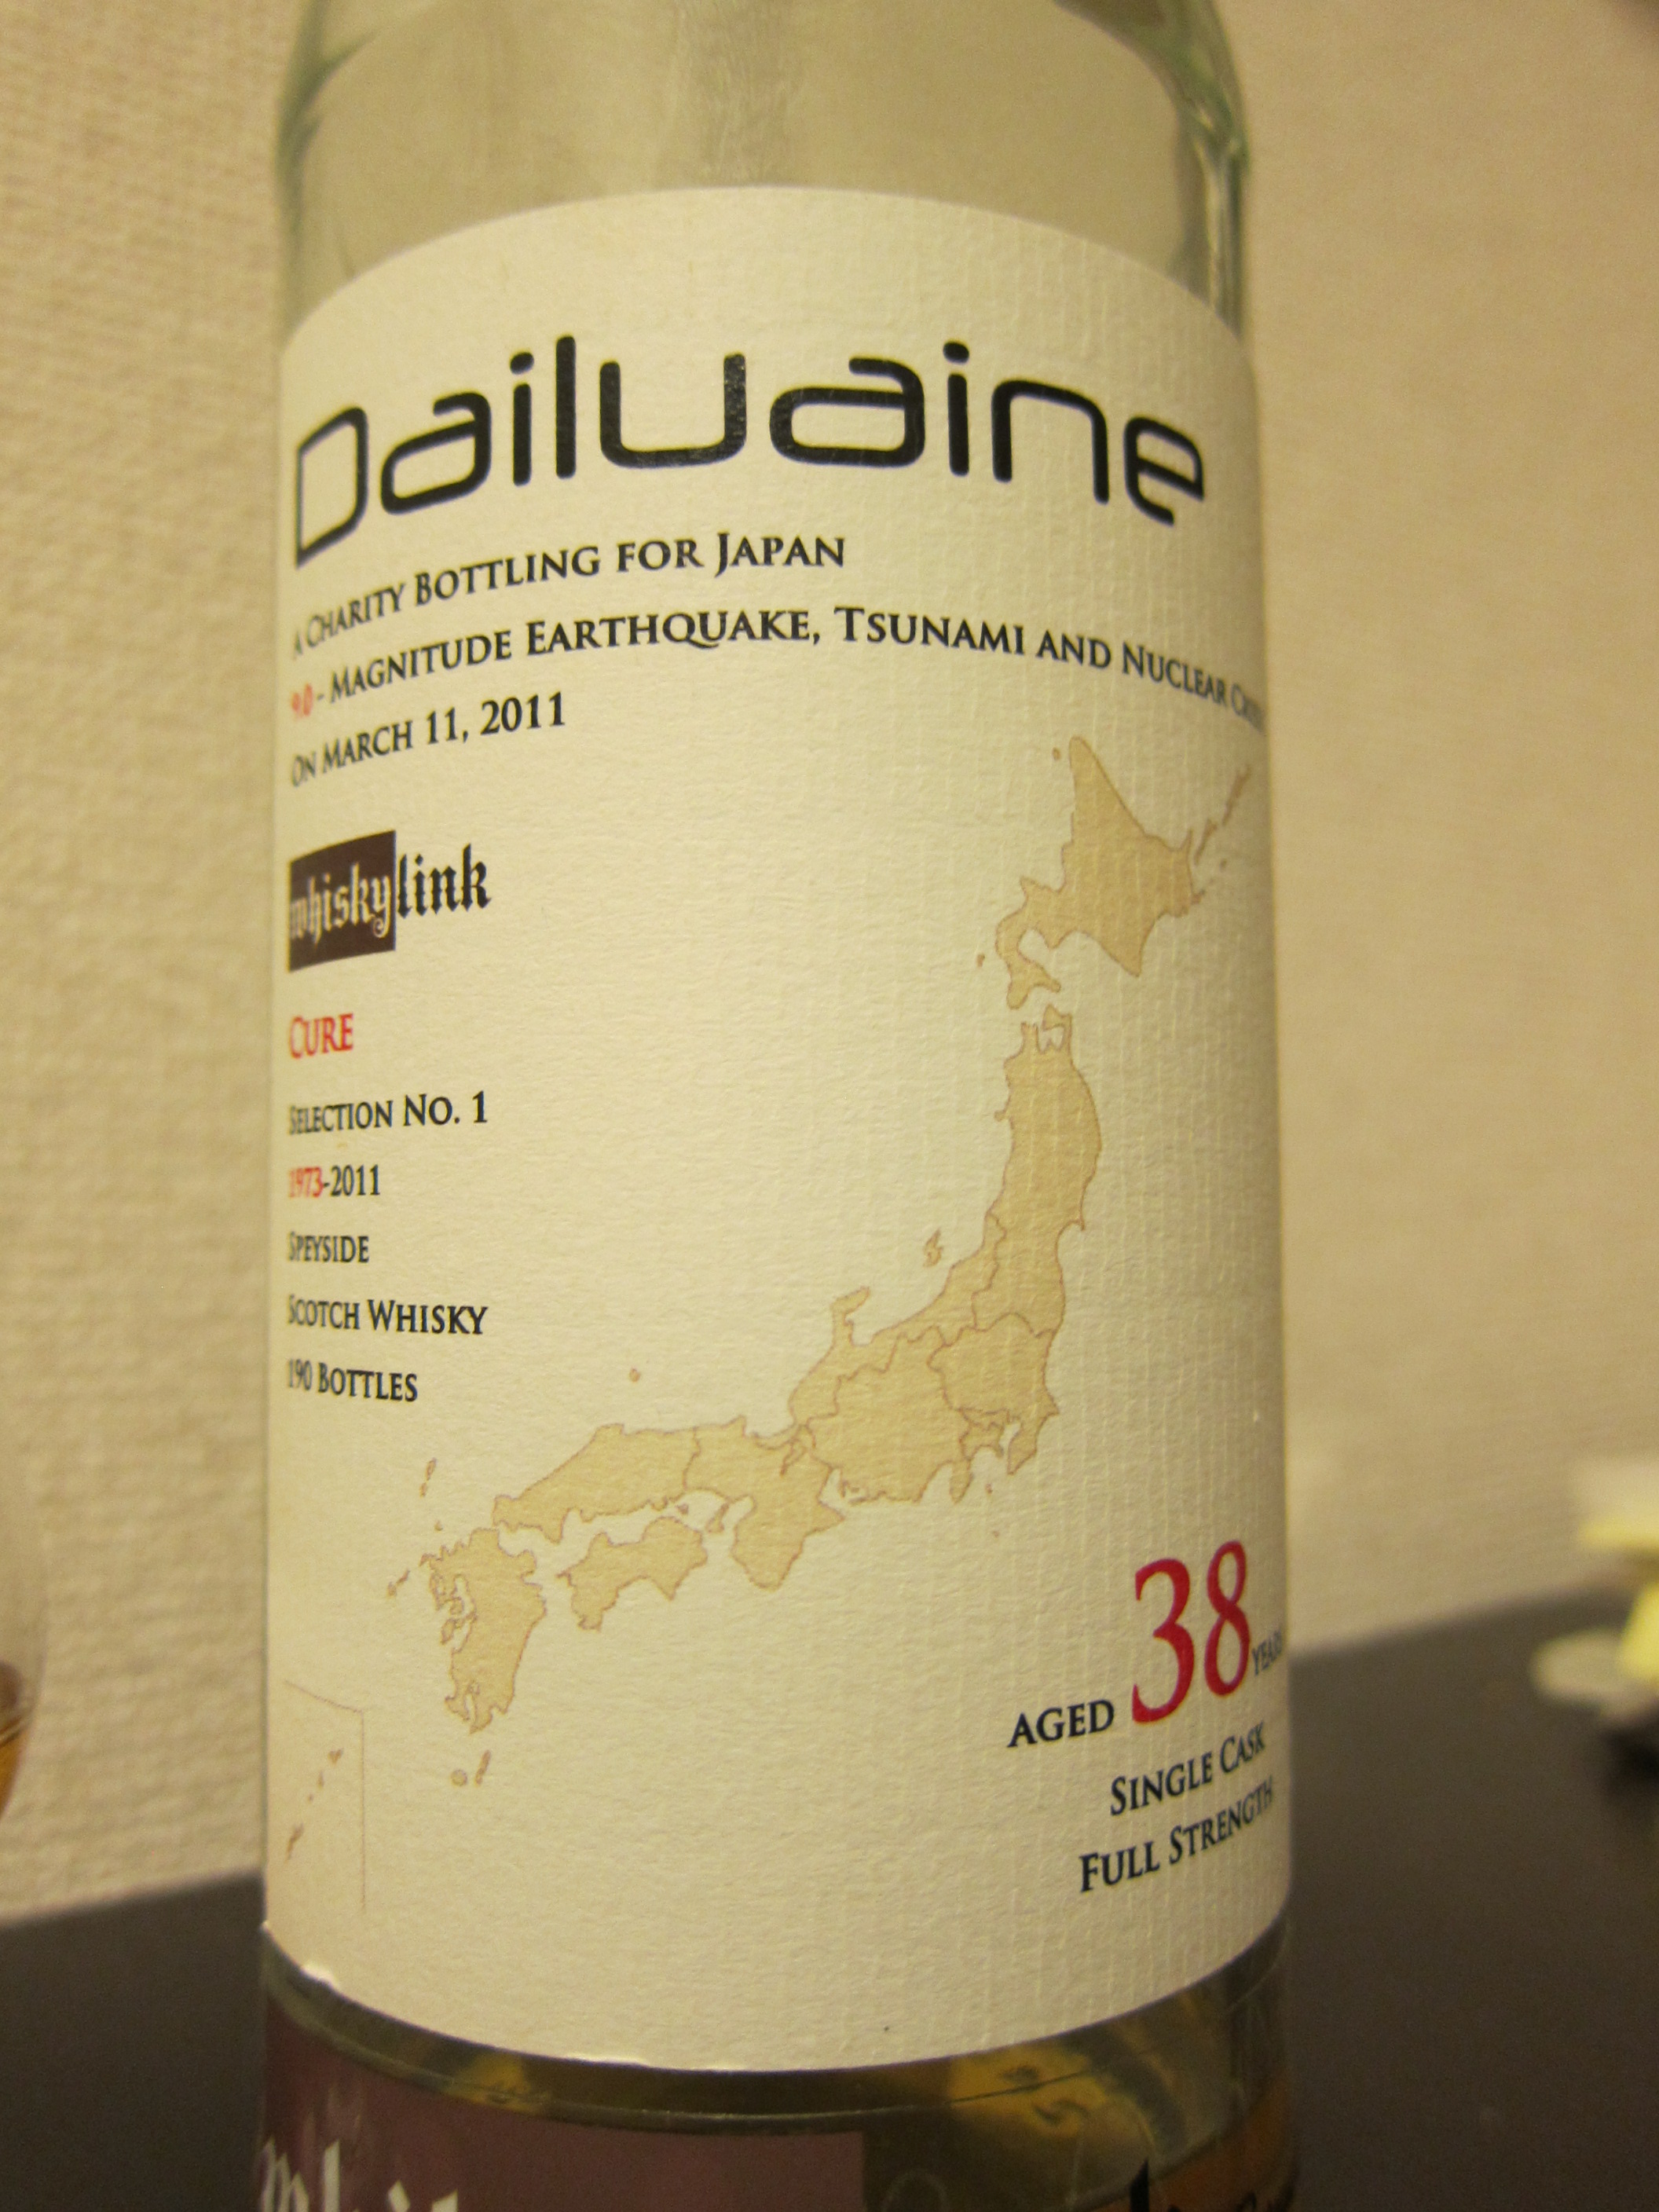 Dailuaine
A Charity Bottling for Japan
9.0 - Magnitude Earthquake, Tsunami and Nuclear
On March 11, 2011
whiskylink
Cure
Selection No. 1
1973-2011
Speyside
Scotch Whisky
190 Bottles
aged 38 years
Single Cask
Full Strength